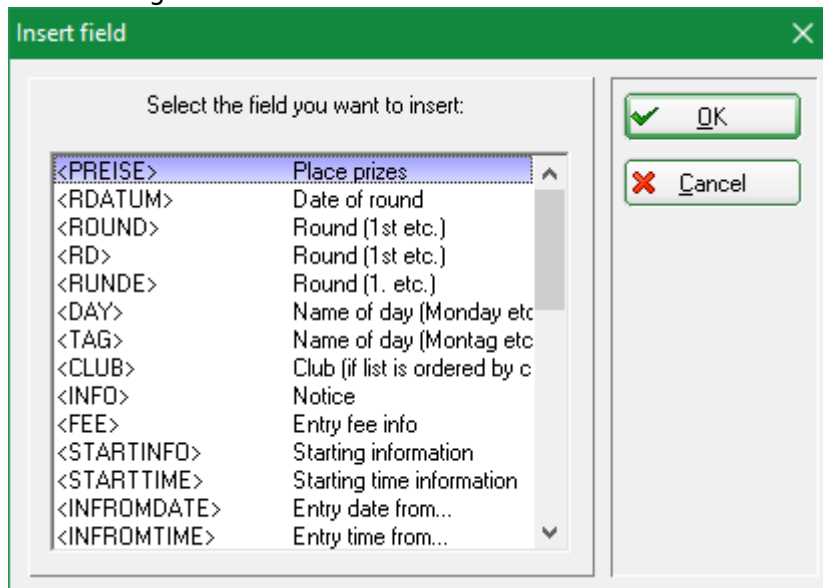 Insert field
Select the field you want to insert:
<PREISE> Place prizes
<RDATUM> Date of round
<ROUND> Round (1st etc.)
<RD> Round (1st etc.)
<RUNDE> Round (1. etc.)
<DAY> Name of day (Monday etc
<TAG> Name of day (Montag etc
<CLUB> Club (if list is ordered by c
<INFO> Notice
<FEE> Entry fee info
<STARTINFO> Starting information
<STARTTIME> Starting time information
<INFROMDATE> Entry date from...
<INFROMTIME> Entry time from...
OK
Cancel